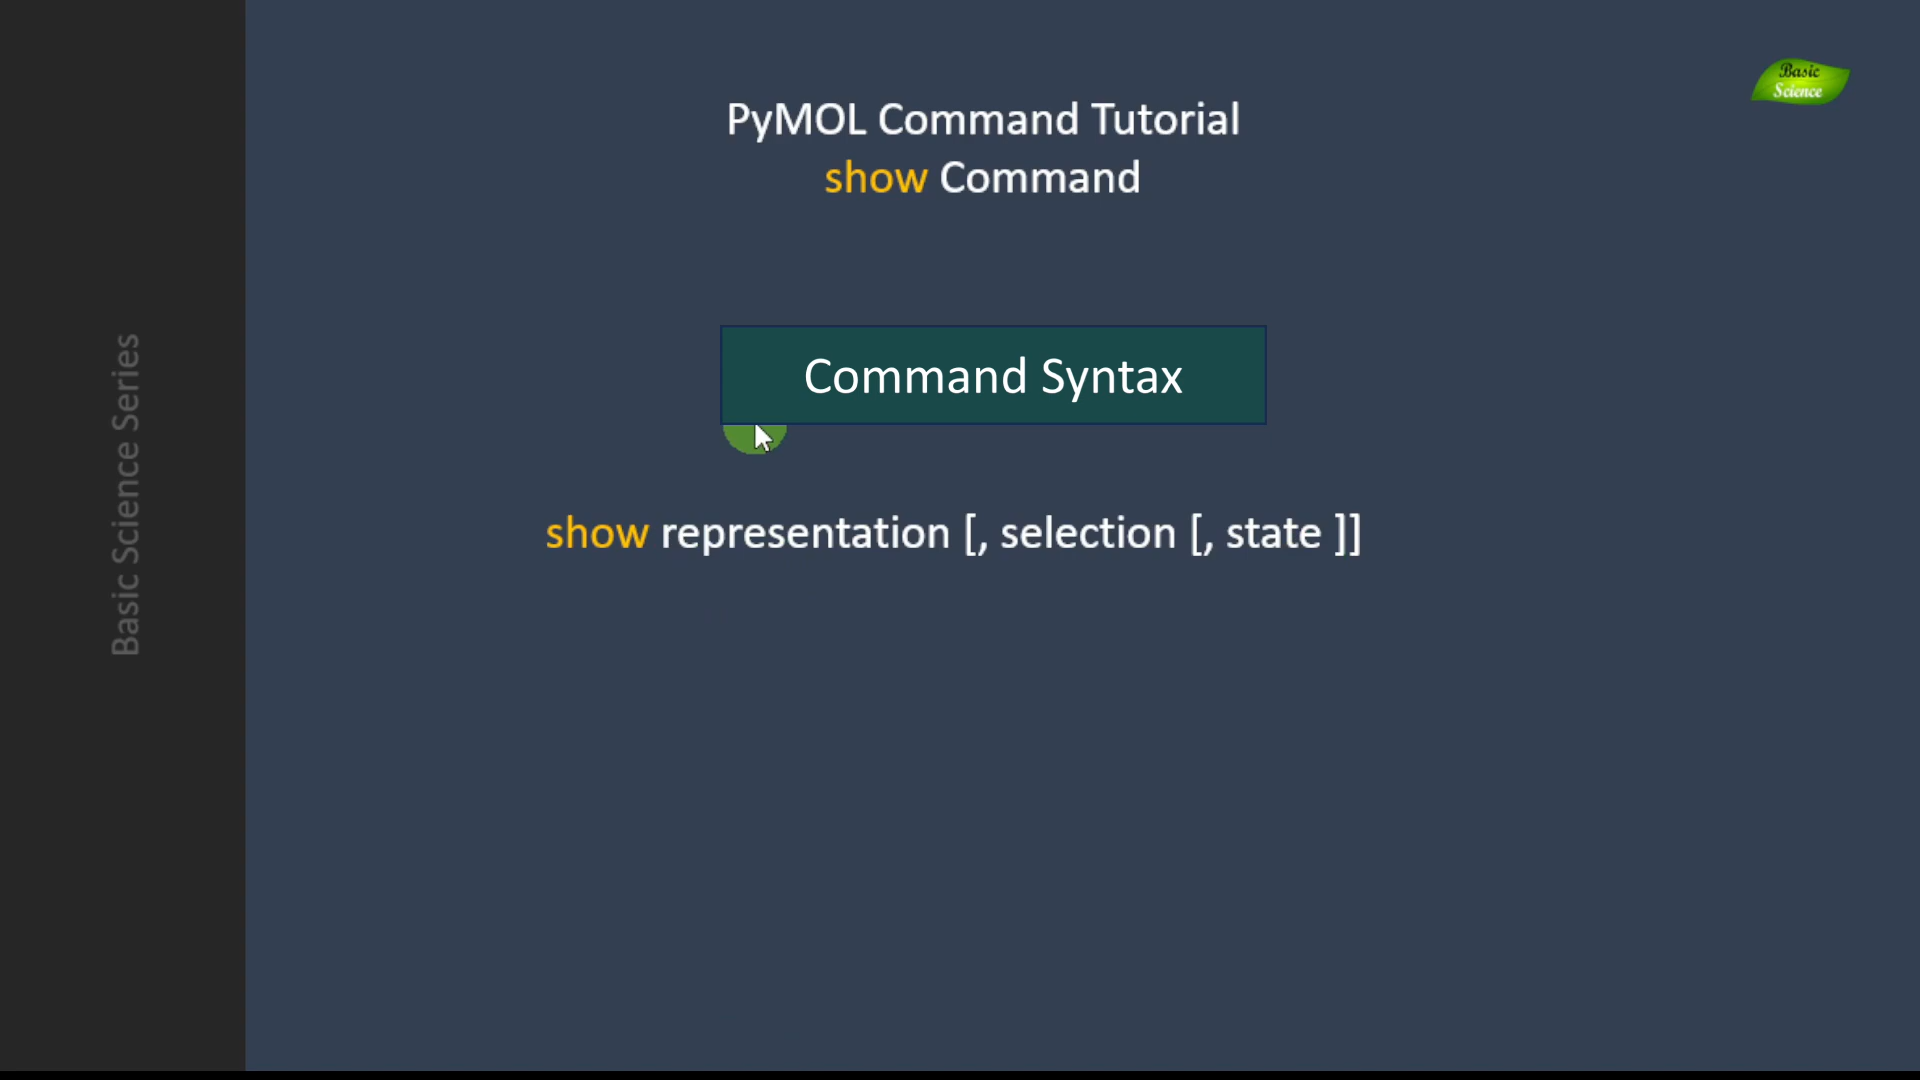 Basic
Science
PyMOL Command Tutorial
show Command
Command Syntax
show representation [, selection [, state ]]
Basic Science Series